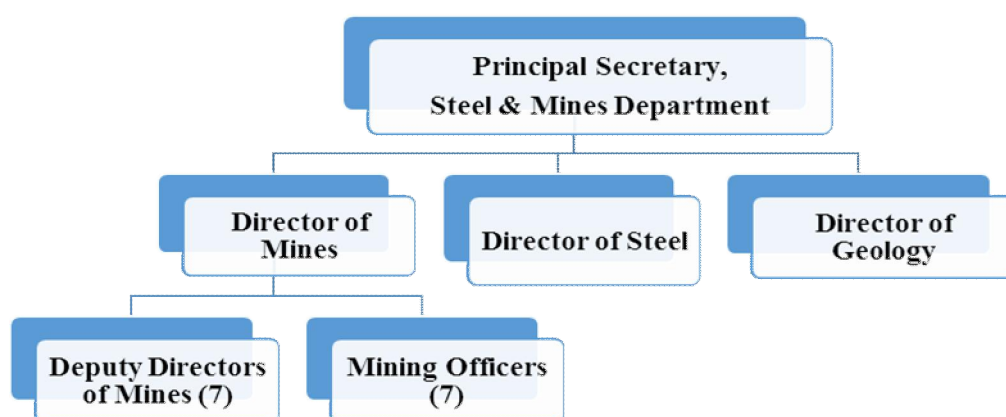 Principal Secretary,
Steel & Mines Department
Director of
Mines
Director of Steel
Director of
Geology
Deputy Directors
of Mines (7)
Mining Officers
(7)